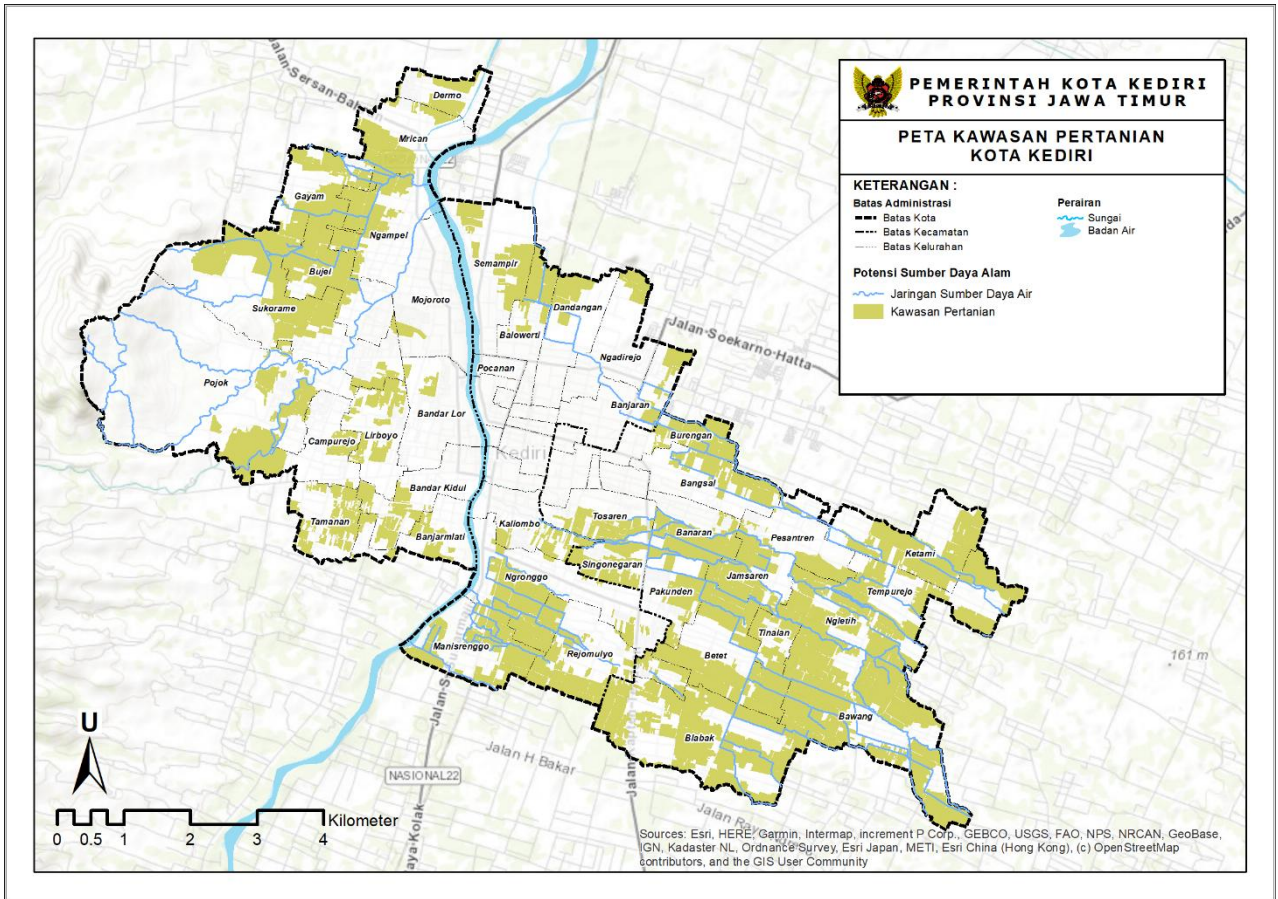 PEMERINTAH KOTA KEDIRI
PROVINSI JAWA TIMUR
PETA KAWASAN PERTANIAN
KOTA KEDIRI
KETERANGAN :
Batas Administrasi
Batas Kota
Batas Kecamatan
Batas Kelurahan
Perairan
Sungai
Badan Air
Potensi Sumber Daya Alam
Jaringan Sumber Daya Air
Kawasan Pertanian
Dermo
Mrican
Gayam
Ngampel
Bujel
Sukorame
Mojoroto
Pojok
Semampir
Dandangan
Balowerti
Ngadirejo
Pocanan
Banjaran
Bandar Lor
Lirboyo
Campurejo
Burengan
Kediri
Bangsal
Bandar Kidul
Tamanan
Banjarmlati
Kaliombo
Tosaren
Banaran
Pesantren
Ketami
Singonegaran
Ngronggo
Jamsaren
Pakunden
Tempurejo
Ngletih
Tinalan
Manisrenggo
Rejomulyo
Betet
Bawang
Blabak
Jalan-Soekarno-Hatta
Jalan H Bakar
NASIONAL22
161 m
U
0 0.5 1 2 3 4
Kilometer
Sources: Esri, HERE, Garmin, Intermap, increment P Corp., GEBCO, USGS, FAO, NPS, NRCAN, GeoBase,
IGN, Kadaster NL, Ordnance Survey, Esri Japan, METI, Esri China (Hong Kong), (c) OpenStreetMap
contributors, and the GIS User Community